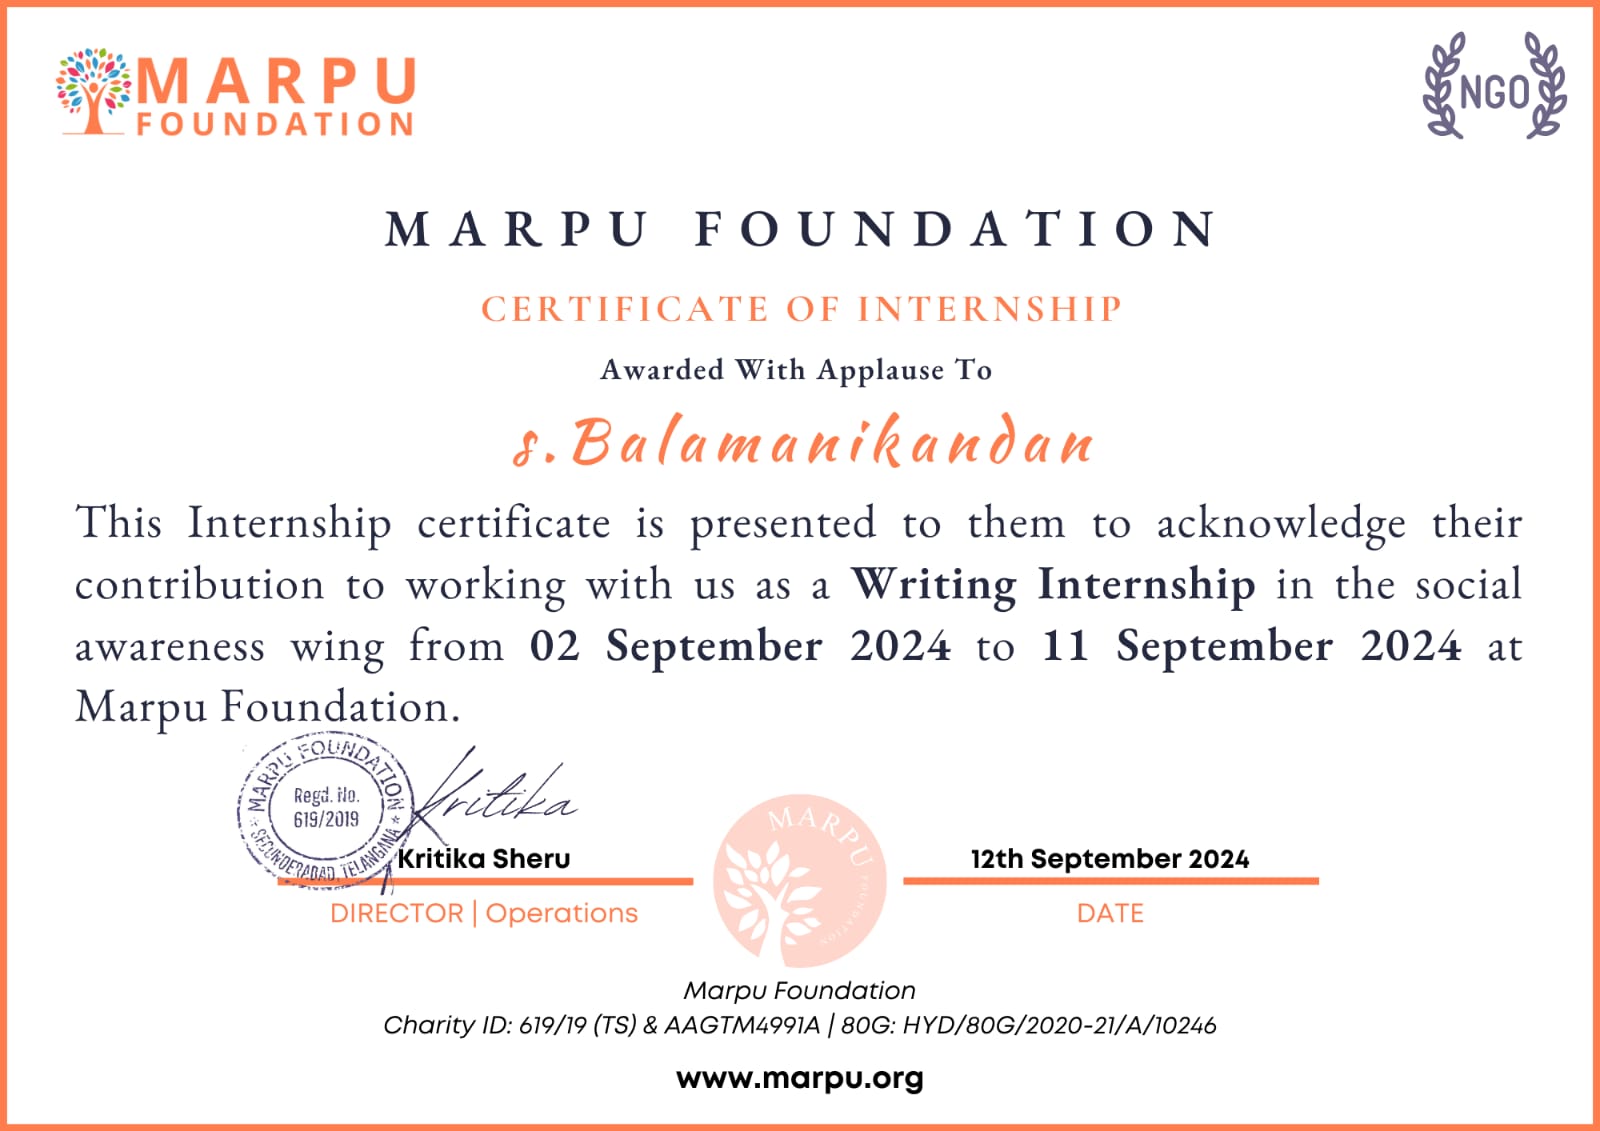 MARPU
FOUNDATION
NGO
MARPU FOUNDATION
CERTIFICATE OF INTERNSHIP
Awarded With Applause To
s.Balamanikandan
This Internship certificate is presented to them to acknowledge their
contribution to working with us as a Writing Internship in the social
awareness wing from 02 September 2024 to 11 September 2024 at
Marpu Foundation.
MARPU FOUNDATION
Regd. No.
619/2019
* SECUNDERABAD, TELANGANA *
Kritika
Kritika Sheru
DIRECTOR | Operations
MARPU FOUNDATION
12th September 2024
DATE
Marpu Foundation
Charity ID: 619/19 (TS) & AAGTM4991A | 80G: HYD/80G/2020-21/A/10246
www.marpu.org